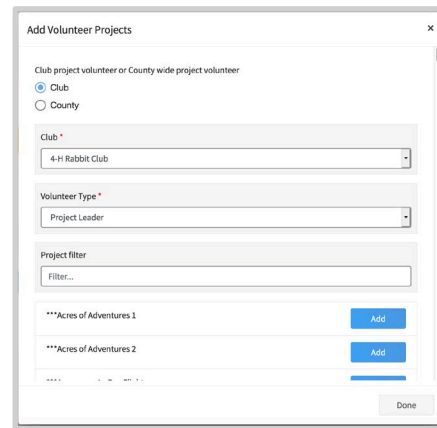 Add Volunteer Projects
×
Club project volunteer or County wide project volunteer
Club
County
Club *
4-H Rabbit Club
Volunteer Type *
Project Leader
Project filter
Filter...
***Acres of Adventures 1
Add
***Acres of Adventures 2
Add
Done